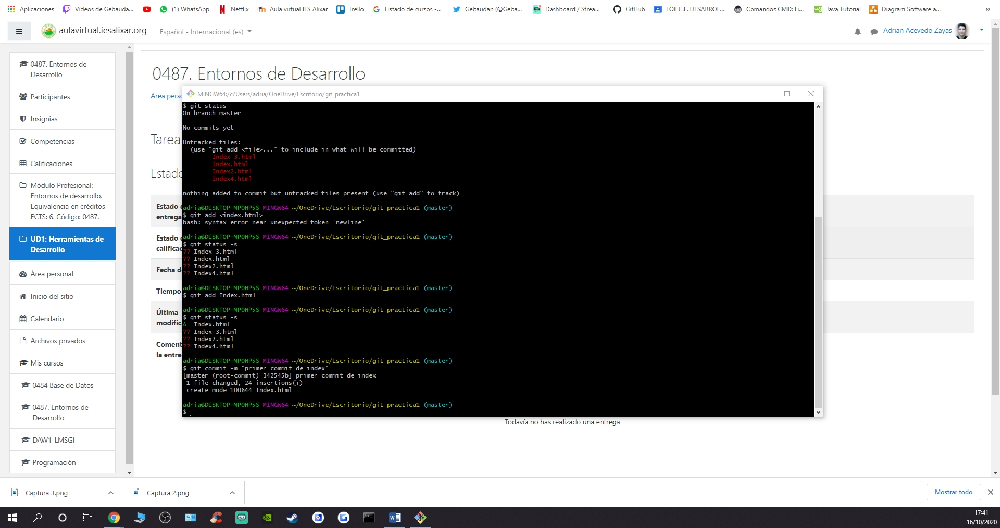 Aplicaciones
Vídeos de Gebauda...
(1) WhatsApp
Netflix
Aula virtual IES Alixar
Trello
Listado de cursos -...
Gebaudan (@Geba...
Dashboard / Strea...
GitHub
FOL C.F. DESARROL...
Comandos CMD: Li...
Java Tutorial
Diagram Software a...
»
aulavirtual.iesalixar.org
Español - Internacional (es)
Adrian Acevedo Zayas
0487. Entornos de
Desarrollo
Participantes
Insignias
Competencias
Calificaciones
Módulo Profesional:
Entornos de desarrollo.
Equivalencia en créditos
ECTS: 6. Código: 0487.
UD1: Herramientas de
Desarrollo
Área personal
Inicio del sitio
Calendario
Archivos privados
Mis cursos
0484 Base de Datos
0487. Entornos de
Desarrollo
DAW1-LMSGI
Programación
0487. Entornos de Desarrollo
Área perso
Tarea
Estado
Estado
entrega
Estado
calificac
Fecha d
Tiempo
Última
modific
Coment
la entre
MINGW64:/c/Users/adria/OneDrive/Escritorio/git_practica1
$ git status
On branch master
No commits yet
Untracked files:
(use "git add <file>..." to include in what will be committed)
Index 3.html
Index.html
Index2.html
Index4.html
nothing added to commit but untracked files present (use "git add" to track)
adria@DESKTOP-MPOHP5S MINGW64 ~/OneDrive/Escritorio/git_practica1 (master)
$ git add <index.html>
bash: syntax error near unexpected token `newline'
adria@DESKTOP-MPOHP5S MINGW64 ~/OneDrive/Escritorio/git_practica1 (master)
$ git status -s
?? Index 3.html
?? Index.html
?? Index2.html
?? Index4.html
adria@DESKTOP-MPOHP5S MINGW64 ~/OneDrive/Escritorio/git_practica1 (master)
$ git add Index.html
adria@DESKTOP-MPOHP5S MINGW64 ~/OneDrive/Escritorio/git_practica1 (master)
$ git status -s
A  Index.html
?? Index 3.html
?? Index2.html
?? Index4.html
adria@DESKTOP-MPOHP5S MINGW64 ~/OneDrive/Escritorio/git_practica1 (master)
$ git commit -m "primer commit de index"
[master (root-commit) 342545b] primer commit de index
1 file changed, 24 insertions(+)
create mode 100644 Index.html
adria@DESKTOP-MPOHP5S MINGW64 ~/OneDrive/Escritorio/git_practica1 (master)
$
Todavía no has realizado una entrega
Captura 3.png
Captura 2.png
Mostrar todo
17:41
16/10/2020